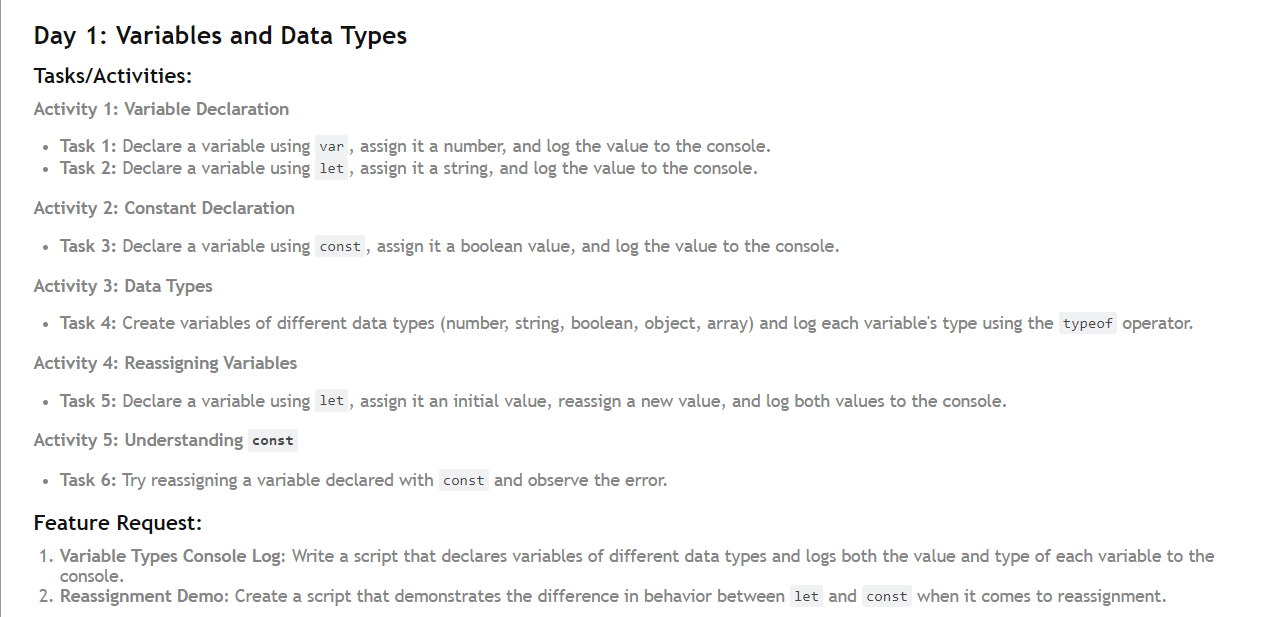 Day 1: Variables and Data Types
Tasks/Activities:
Activity 1: Variable Declaration
• Task 1: Declare a variable using var, assign it a number, and log the value to the console.
• Task 2: Declare a variable using let, assign it a string, and log the value to the console.
Activity 2: Constant Declaration
• Task 3: Declare a variable using const, assign it a boolean value, and log the value to the console.
Activity 3: Data Types
• Task 4: Create variables of different data types (number, string, boolean, object, array) and log each variable's type using the typeof operator.
Activity 4: Reassigning Variables
• Task 5: Declare a variable using let, assign it an initial value, reassign a new value, and log both values to the console.
Activity 5: Understanding const
• Task 6: Try reassigning a variable declared with const and observe the error.
Feature Request:
1. Variable Types Console Log: Write a script that declares variables of different data types and logs both the value and type of each variable to the
console.
2. Reassignment Demo: Create a script that demonstrates the difference in behavior between let and const when it comes to reassignment.